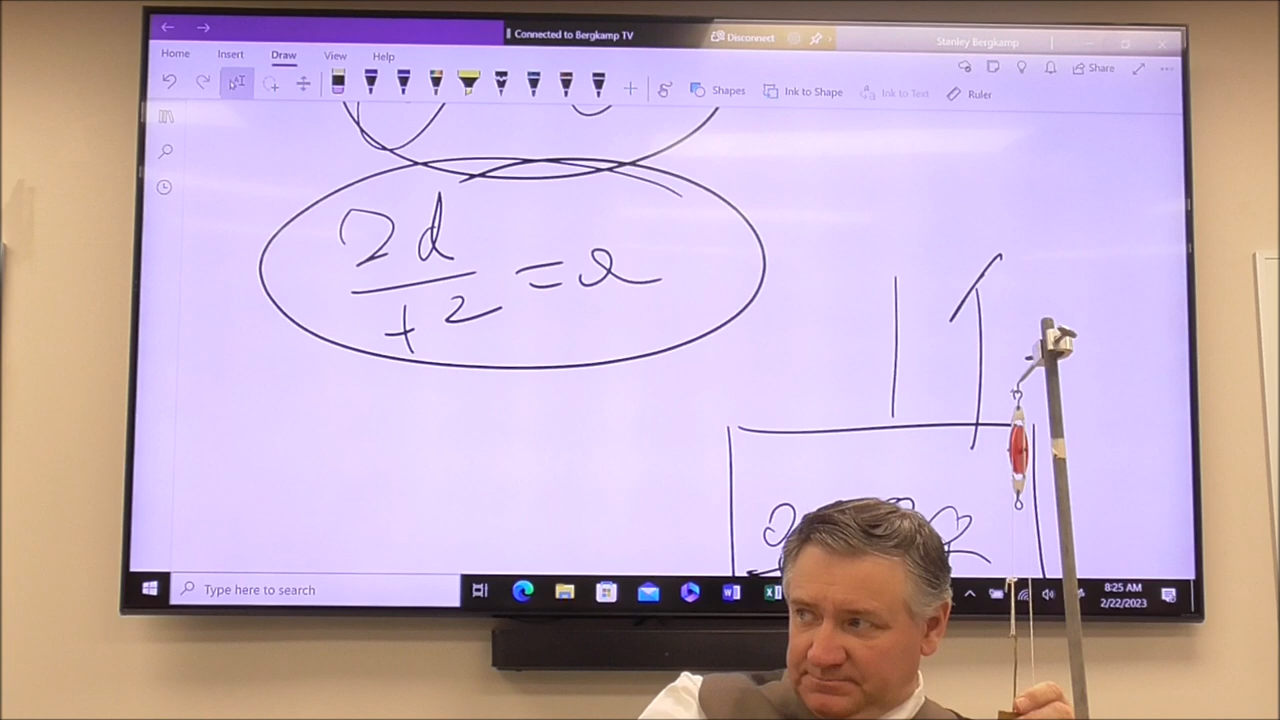 Connected to Bergkamp TV
Disconnect
Stanley Bergkamp
Home Insert Draw View Help
Share
Shapes
Ink to Shape
Ink to Text
Ruler
2d
t2 = a
Type here to search
8:25 AM
2/22/2023